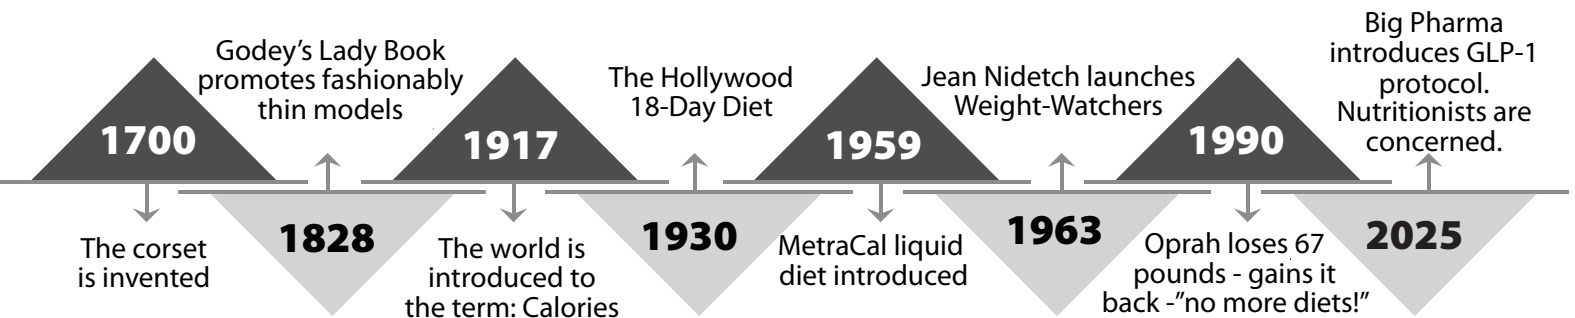 1700
The corset
is invented
Godey’s Lady Book
promotes fashionably
thin models
1828
1917
The world is
introduced to
the term: Calories
The Hollywood
18-Day Diet
1930
1959
MetraCal liquid
diet introduced
Jean Nidetch launches
Weight-Watchers
1963
1990
Oprah loses 67
pounds - gains it
back -”no more diets!”
Big Pharma
introduces GLP-1
protocol.
Nutritionists are
concerned.
2025